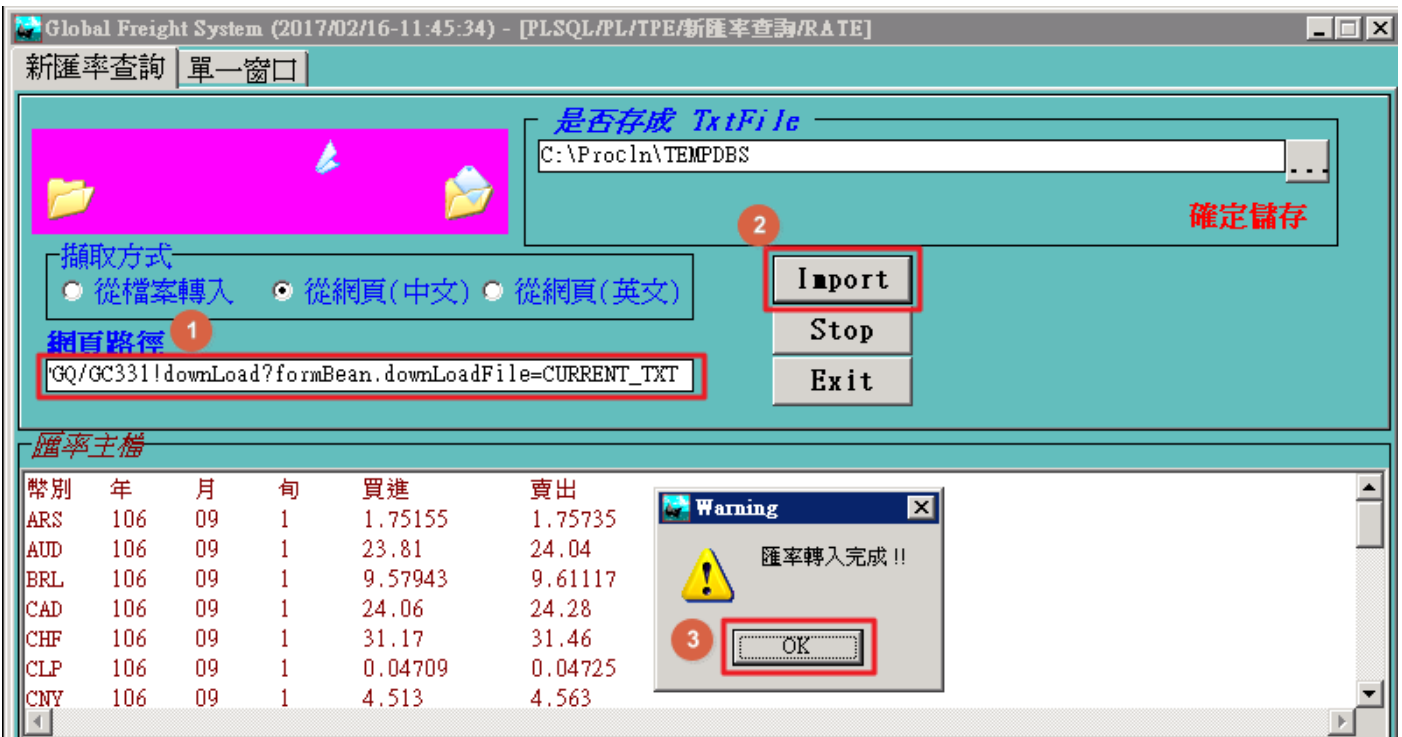 Global Freight System (2017/02/16-11:45:34) - [PLSQL/PL/TPE/新匯率查詢/RATE]
新匯率查詢 單一窗口
是否存成 TxtFile
C:\Procln\TEMPDBS
...
確定儲存
2
擷取方式
從檔案轉入 從網頁(中文) 從網頁(英文)
Import
Stop
Exit
網頁路徑
1
GQ/GC331!downLoad?formBean.downLoadFile=CURRENT_TXT
匯率主檔
幣別 年 月 旬 買進 賣出
ARS 106 09 1 1.75155 1.75735
AUD 106 09 1 23.81 24.04
BRL 106 09 1 9.57943 9.61117
CAD 106 09 1 24.06 24.28
CHF 106 09 1 31.17 31.46
CLP 106 09 1 0.04709 0.04725
CNY 106 09 1 4.513 4.563
Warning
匯率轉入完成 !!
3
OK